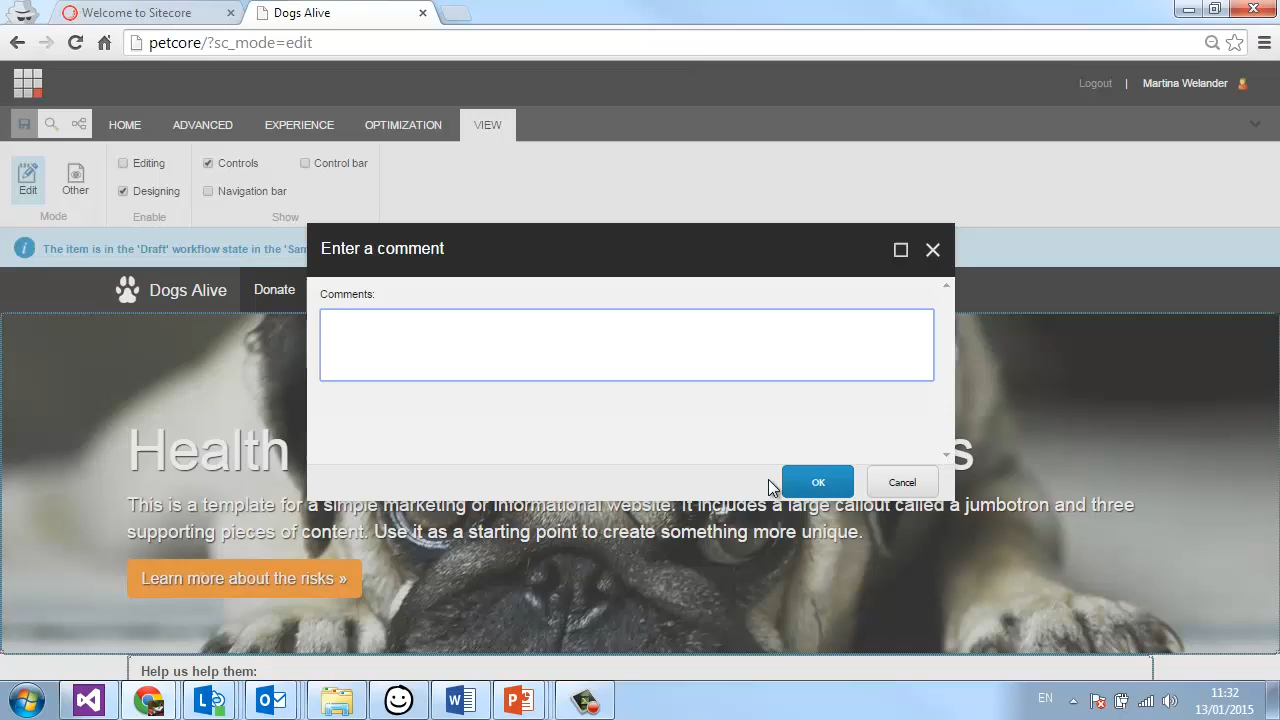 Welcome to Sitecore
Dogs Alive
petcore/?sc_mode=edit
Logout | Martina Welander
HOME ADVANCED EXPERIENCE OPTIMIZATION VIEW
Editing Controls Control bar
Edit Other Designing Navigation bar
Mode Enable Show
The item is in the 'Draft' workflow state in the 'Sam
Enter a comment
Dogs Alive Donate
Comments:
Health
s
OK Cancel
This is a template for a simple marketing or informational website. It includes a large callout called a jumbotron and three
supporting pieces of content. Use it as a starting point to create something more unique.
Learn more about the risks »
Help us help them:
EN
11:32
13/01/2015